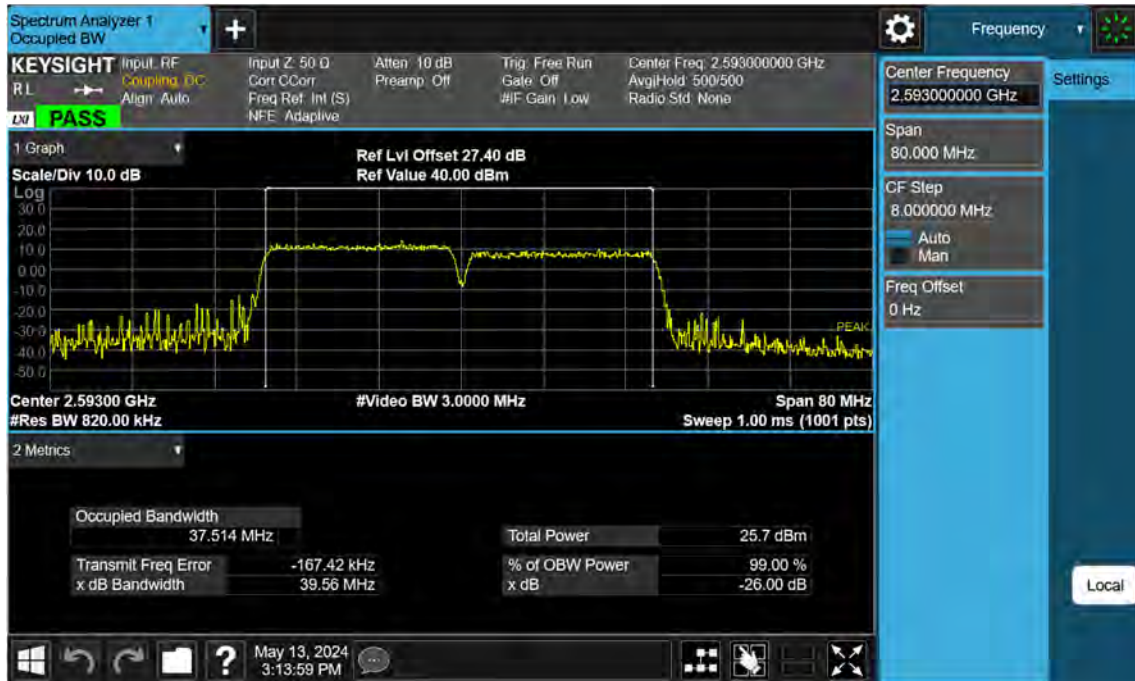 Spectrum Analyzer 1
Occupied BW
+
Frequency
KEYSIGHT
RL
LXI
PASS
Input: RF
Coupling: DC
Align: Auto
Input Z: 50 Ω
Corr CCorr
Freq Ref: Int (S)
NFE: Adaptive
Atten: 10 dB
Preamp: Off
Trig: Free Run
Gate: Off
#IF Gain: Low
Center Freq: 2.593000000 GHz
Avg|Hold: 500/500
Radio Std: None
1 Graph
Scale/Div 10.0 dB
Ref Lvl Offset 27.40 dB
Ref Value 40.00 dBm
Log
30.0
20.0
10.0
0.00
-10.0
-20.0
-30.0
-40.0
-50.0
PEAK
Center 2.59300 GHz
#Video BW 3.0000 MHz
Span 80 MHz
#Res BW 820.00 kHz
Sweep 1.00 ms (1001 pts)
2 Metrics
Occupied Bandwidth
37.514 MHz
Total Power 25.7 dBm
Transmit Freq Error -167.42 kHz
% of OBW Power 99.00 %
x dB Bandwidth 39.56 MHz
x dB -26.00 dB
Center Frequency
2.593000000 GHz
Settings
Span
80.000 MHz
CF Step
8.000000 MHz
Auto
Man
Freq Offset
0 Hz
Local
?
May 13, 2024
3:13:59 PM